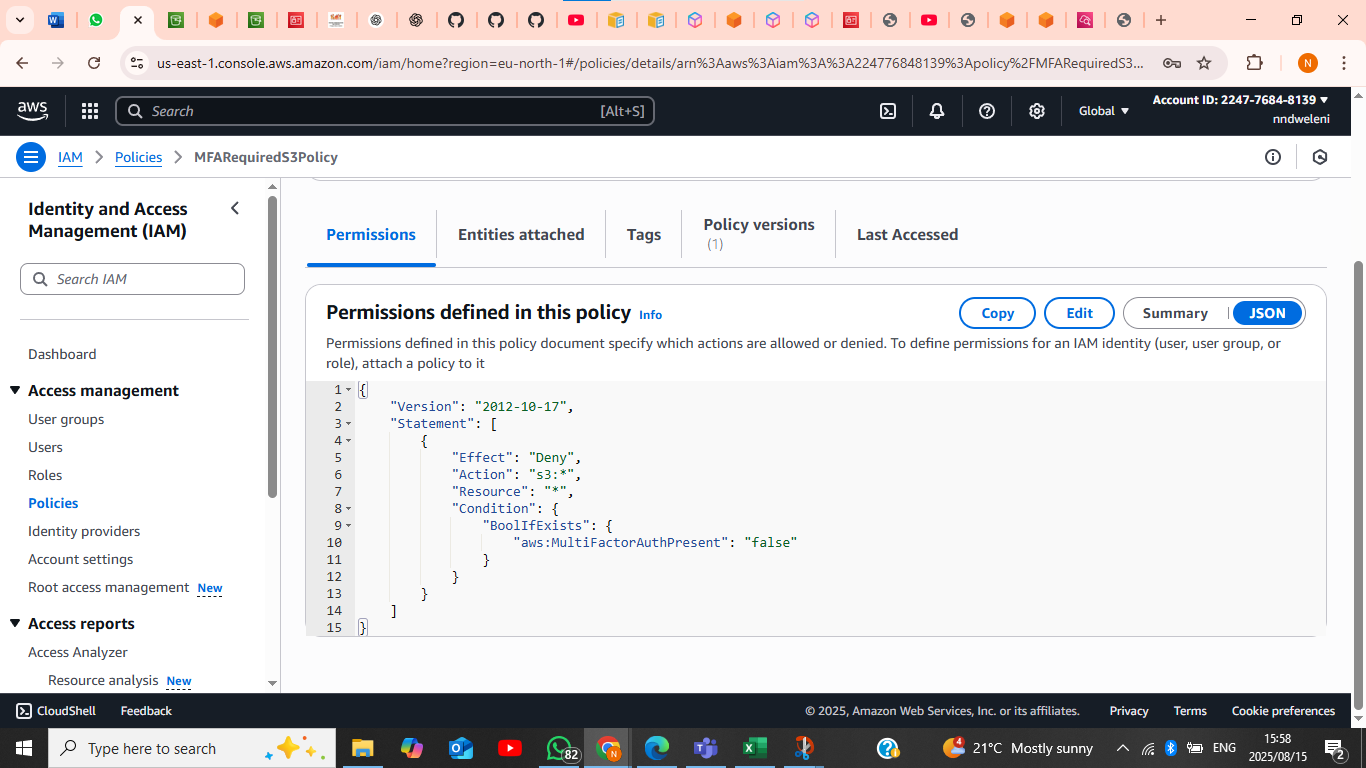 us-east-1.console.aws.amazon.com/iam/home?region=eu-north-1#/policies/details/arn%3Aaws%3Aiam%3A%3A224776848139%3Apolicy%2FMFARequiredS3...
N
aws
Search
[Alt+S]
Global
Account ID: 2247-7684-8139
nndweleni
IAM
Policies
MFARequiredS3Policy
Identity and Access
Management (IAM)
Search IAM
Dashboard
Access management
User groups
Users
Roles
Policies
Identity providers
Account settings
Root access management New
Access reports
Access Analyzer
Resource analysis New
Permissions
Entities attached
Tags
Policy versions
(1)
Last Accessed
Permissions defined in this policy Info
Copy
Edit
Summary
JSON
Permissions defined in this policy document specify which actions are allowed or denied. To define permissions for an IAM identity (user, user group, or
role), attach a policy to it
1 {
2 "Version": "2012-10-17",
3 "Statement": [
4 {
5 "Effect": "Deny",
6 "Action": "s3:*",
7 "Resource": "*",
8 "Condition": {
9 "BoolIfExists": {
10 "aws:MultiFactorAuthPresent": "false"
11 }
12 }
13 }
14 ]
15 }
CloudShell
Feedback
© 2025, Amazon Web Services, Inc. or its affiliates.
Privacy
Terms
Cookie preferences
Type here to search
82
4
21°C Mostly sunny
ENG
15:58
2025/08/15
2